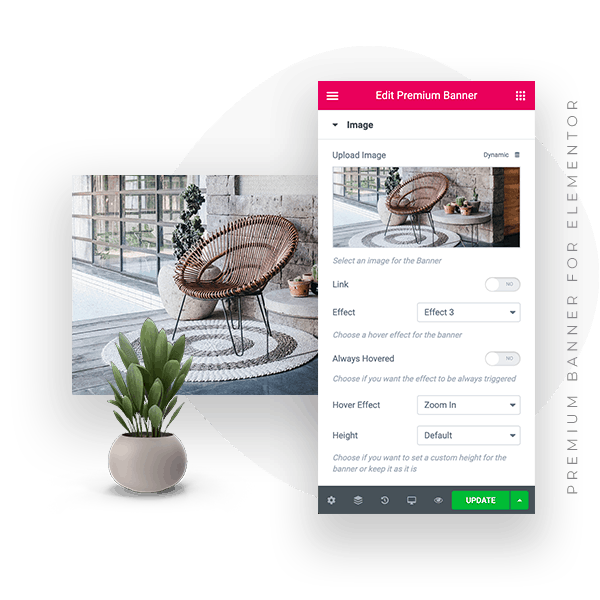 Edit Premium Banner
Image
Upload Image
Dynamic
Select an image for the Banner
Link
NO
Effect
Effect 3
Choose a hover effect for the banner
Always Hovered
NO
Choose if you want the effect to be always triggered
Hover Effect
Zoom In
Height
Default
Choose if you want to set a custom height for the
banner or keep it as it is
UPDATE
PREMIUM BANNER FOR ELEMENTOR